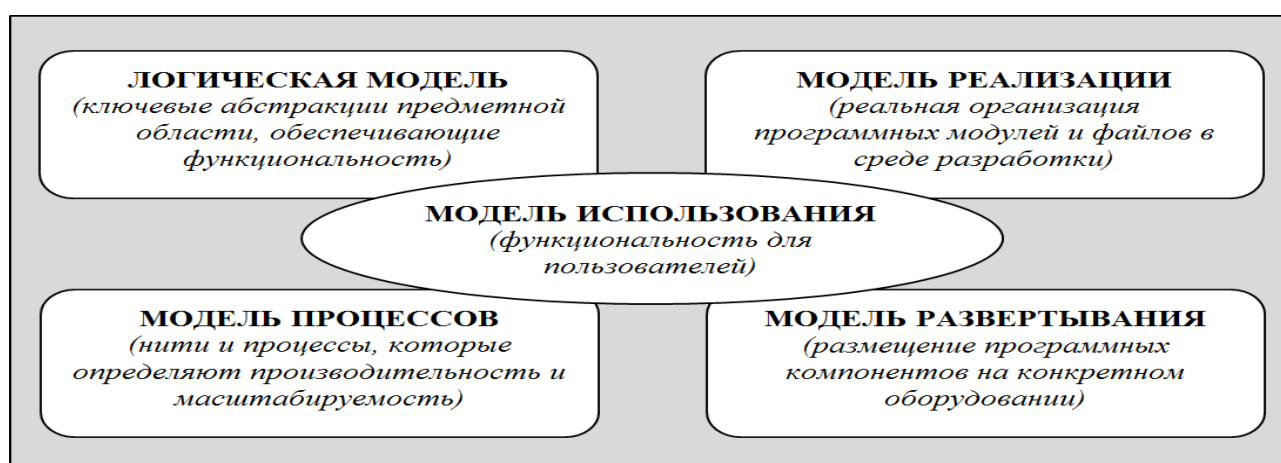 ЛОГИЧЕСКАЯ МОДЕЛЬ
(ключевые абстракции предметной
области, обеспечивающие
функциональность)
МОДЕЛЬ РЕАЛИЗАЦИИ
(реальная организация
программных модулей и файлов в
среде разработки)
МОДЕЛЬ ИСПОЛЬЗОВАНИЯ
(функциональность для
пользователей)
МОДЕЛЬ ПРОЦЕССОВ
(нити и процессы, которые
определяют производительность и
масштабируемость)
МОДЕЛЬ РАЗВЕРТЫВАНИЯ
(размещение программных
компонентов на конкретном
оборудовании)